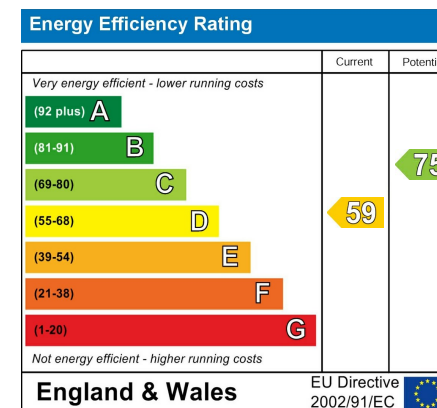 Energy Efficiency Rating
Current Potenti
Very energy efficient - lower running costs
(92 plus) A
(81-91) B
(69-80) C
75
(55-68) D
59
(39-54) E
(21-38) F
(1-20) G
Not energy efficient - higher running costs
England & Wales
EU Directive
2002/91/EC